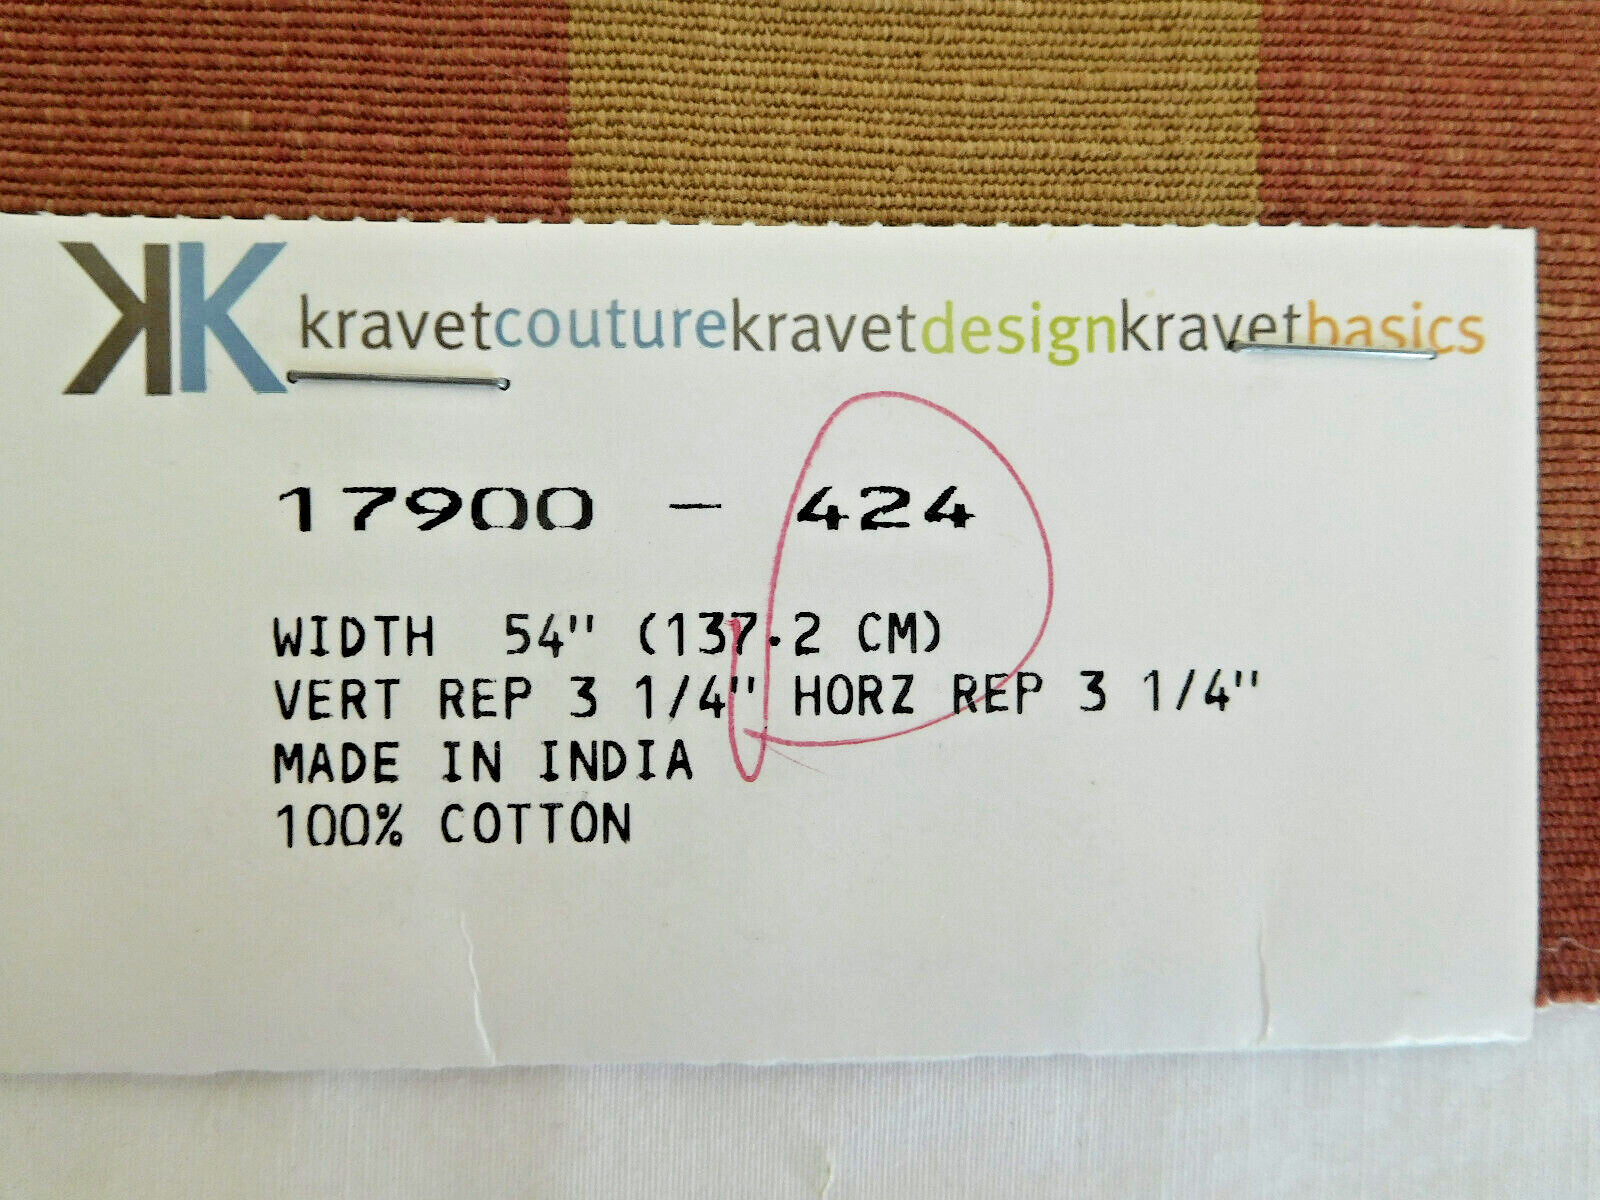 KK kravetcouturekravetdesignkravetbasics
17900 - 424
WIDTH 54" (137.2 CM)
VERT REP 3 1/4" HORZ REP 3 1/4"
MADE IN INDIA
100% COTTON